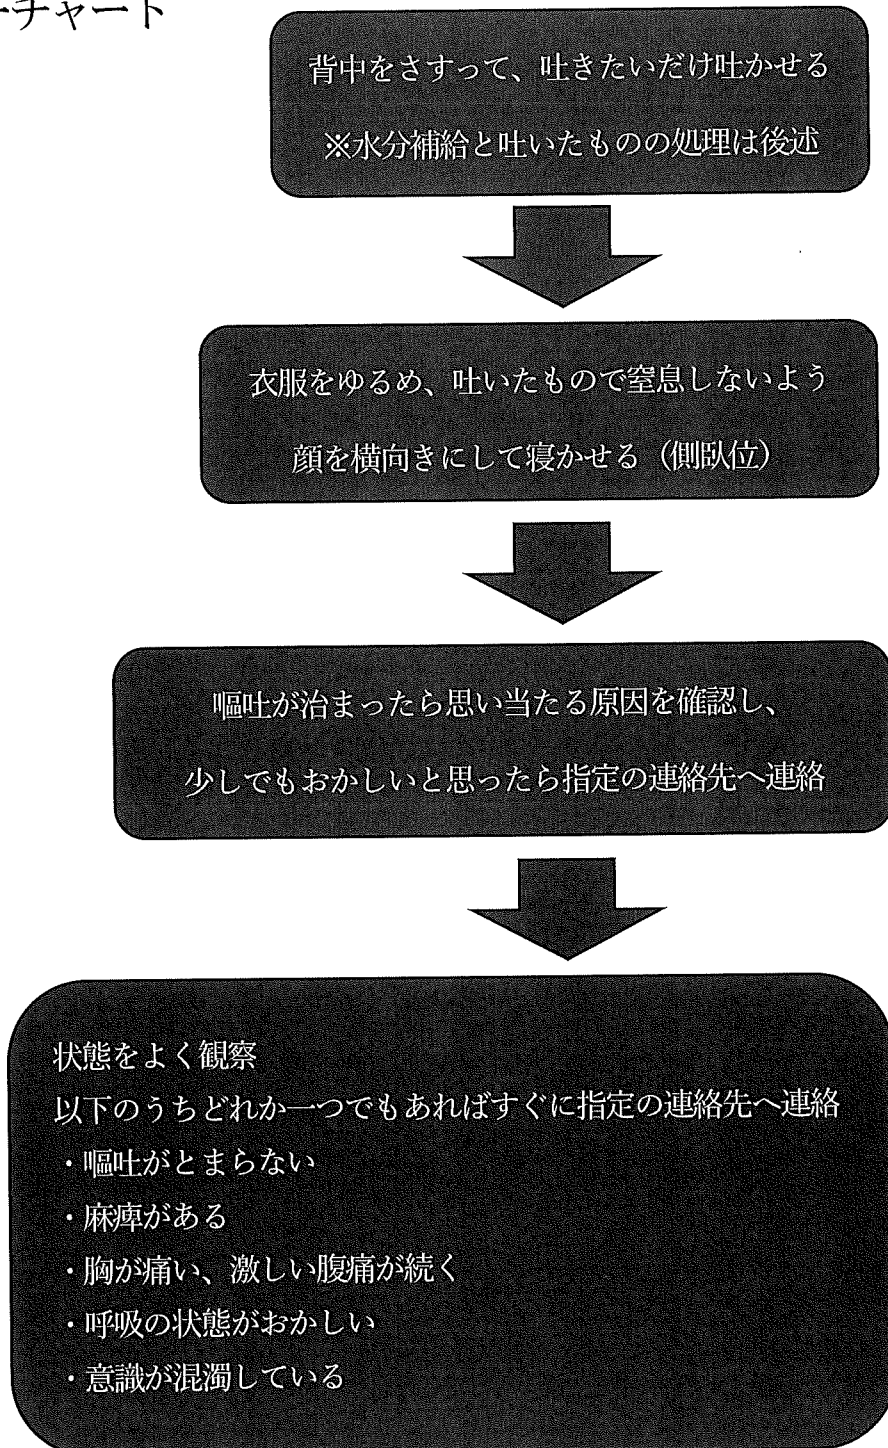 ーチャート
背中をさすって、吐きたいだけ吐かせる
※水分補給と吐いたものの処理は後述
衣服をゆるめ、吐いたもので窒息しないよう
顔を横向きにして寝かせる（側臥位）
嘔吐が治まったら思い当たる原因を確認し、
少しでもおかしいと思ったら指定の連絡先へ連絡
状態をよく観察
以下のうちどれか一つでもあればすぐに指定の連絡先へ連絡
・嘔吐がとまらない
・麻痺がある
・胸が痛い、激しい腹痛が続く
・呼吸の状態がおかしい
・意識が混濁している